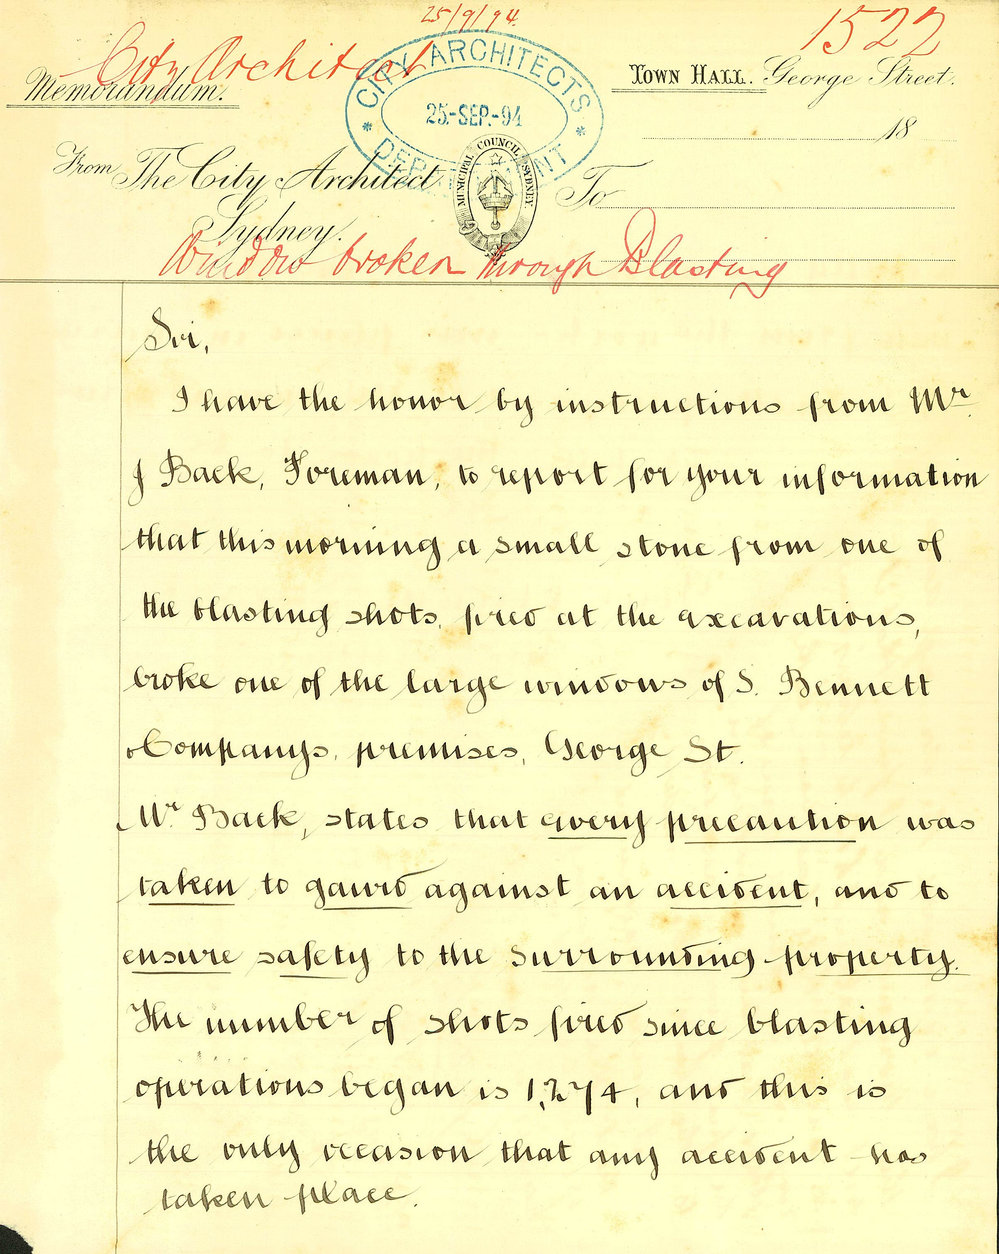 25/9/94.
1522
City Architect
Memorandum.
CITY ARCHITECTS
25-SEP.-94
DEPARTMENT
TOWN HALL. George Street.
18
From The City Architect
Sydney.
MUNICIPAL COUNCIL SYDNEY
To
Window broken through Blasting
Sir,
I have the honor by instructions from Mr
J Back, Foreman, to report for your information
that this morning a small stone from one of
the blasting shots, fired at the excavations,
broke one of the large windows of S. Bennett
& Companys, premises, George St.
Mr Back, states that every precaution was
taken to gaurd against an accident, and to
ensure safety to the surrounding property.
The number of shots fired since blasting
operations began is 1,274, and this is
the only occasion that any accident has
taken place.